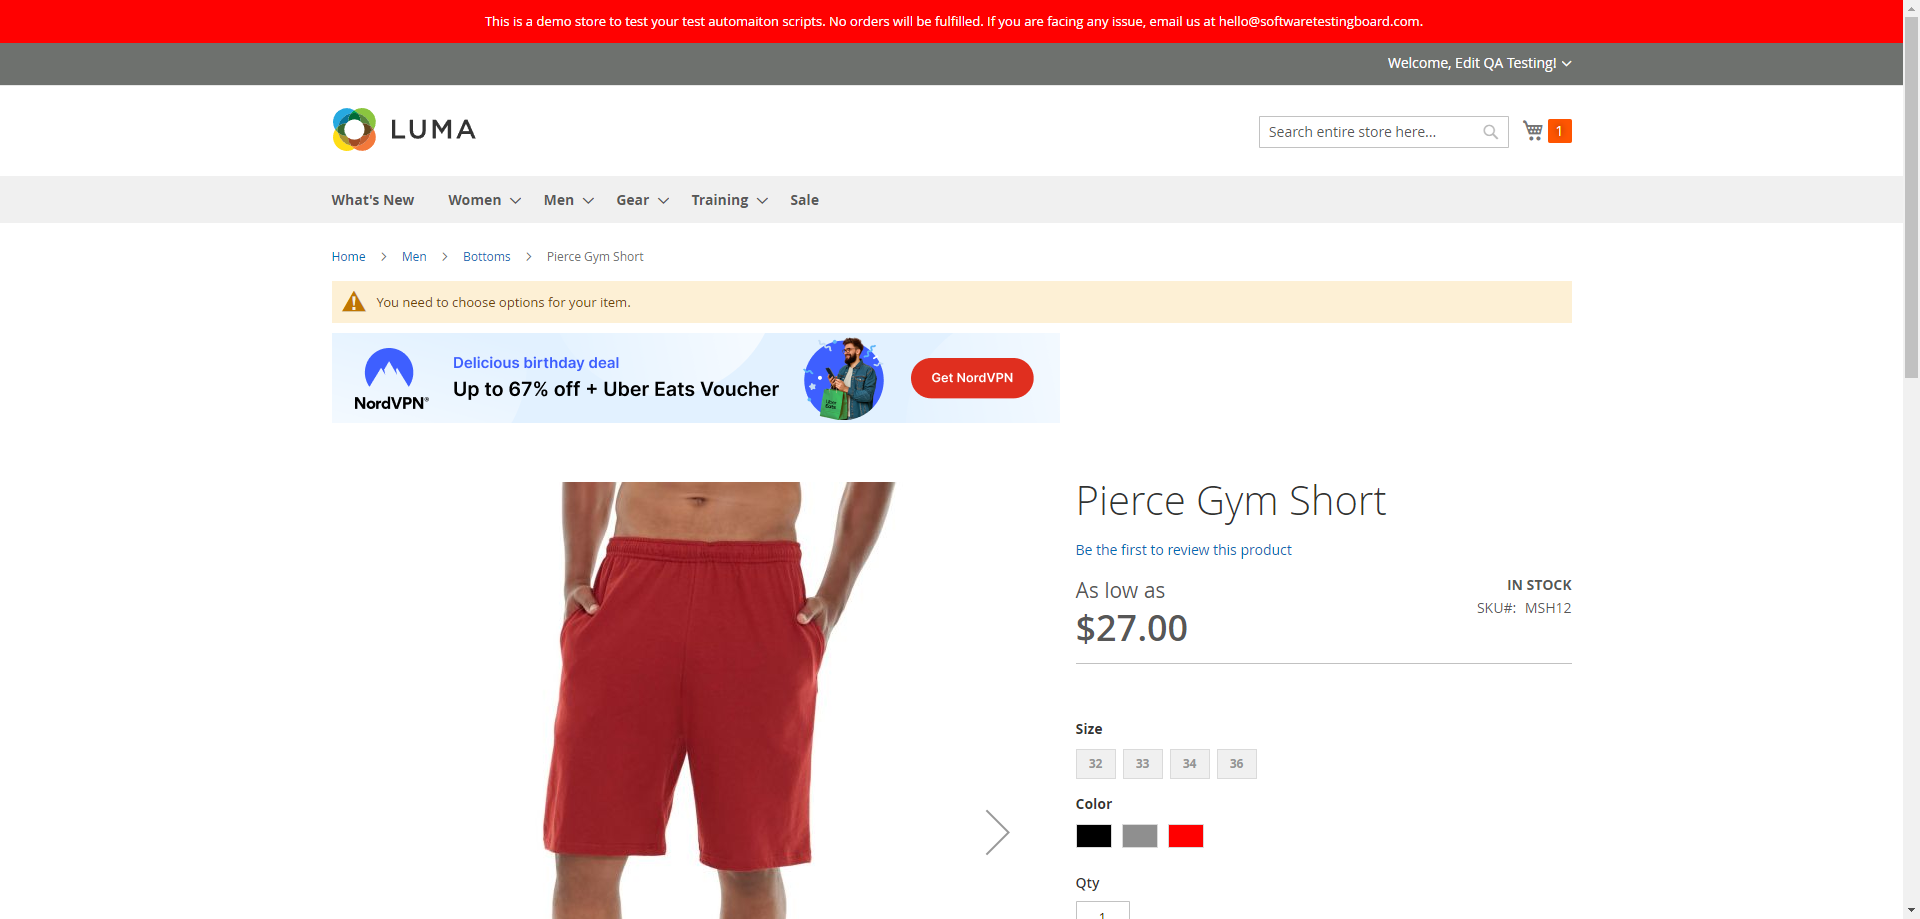 This is a demo store to test your test automaiton scripts. No orders will be fulfilled. If you are facing any issue, email us at hello@softwaretestingboard.com.
Welcome, Edit QA Testing!
LUMA
Search entire store here...
1
What's New
Women
Men
Gear
Training
Sale
Home
Men
Bottoms
Pierce Gym Short
You need to choose options for your item.
NordVPN®
Delicious birthday deal
Up to 67% off + Uber Eats Voucher
Uber Eats
Get NordVPN
Pierce Gym Short
Be the first to review this product
As low as
$27.00
IN STOCK
SKU#: MSH12
Size
32
33
34
36
Color
Qty
1